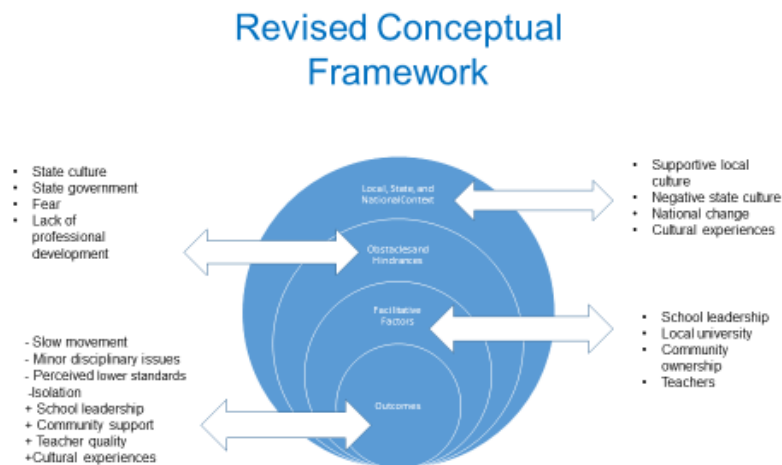 Revised Conceptual
Framework
• State culture
• State government
• Fear
• Lack of
professional
development
• Supportive local
culture
• Negative state culture
• National change
• Cultural experiences
Local, State, and
National Context
Obstacles and
Hindrances
Facilitative
Factors
Outcomes
• School leadership
• Local university
• Community
ownership
• Teachers
- Slow movement
- Minor disciplinary issues
- Perceived lower standards
-Isolation
+ School leadership
+ Community support
+ Teacher quality
+Cultural experiences